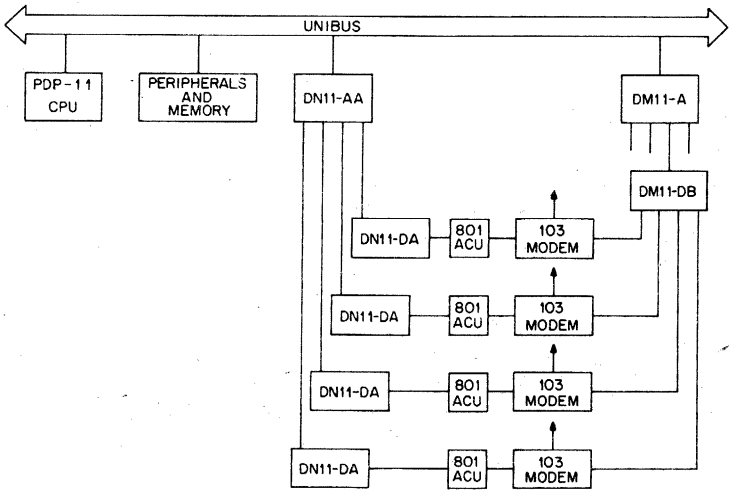 UNIBUS
PDP-11
CPU
PERIPHERALS
AND
MEMORY
DN11-AA
DM11-A
DM11-DB
DN11-DA
801
ACU
103
MODEM
DN11-DA
801
ACU
103
MODEM
DN11-DA
801
ACU
103
MODEM
DN11-DA
801
ACU
103
MODEM